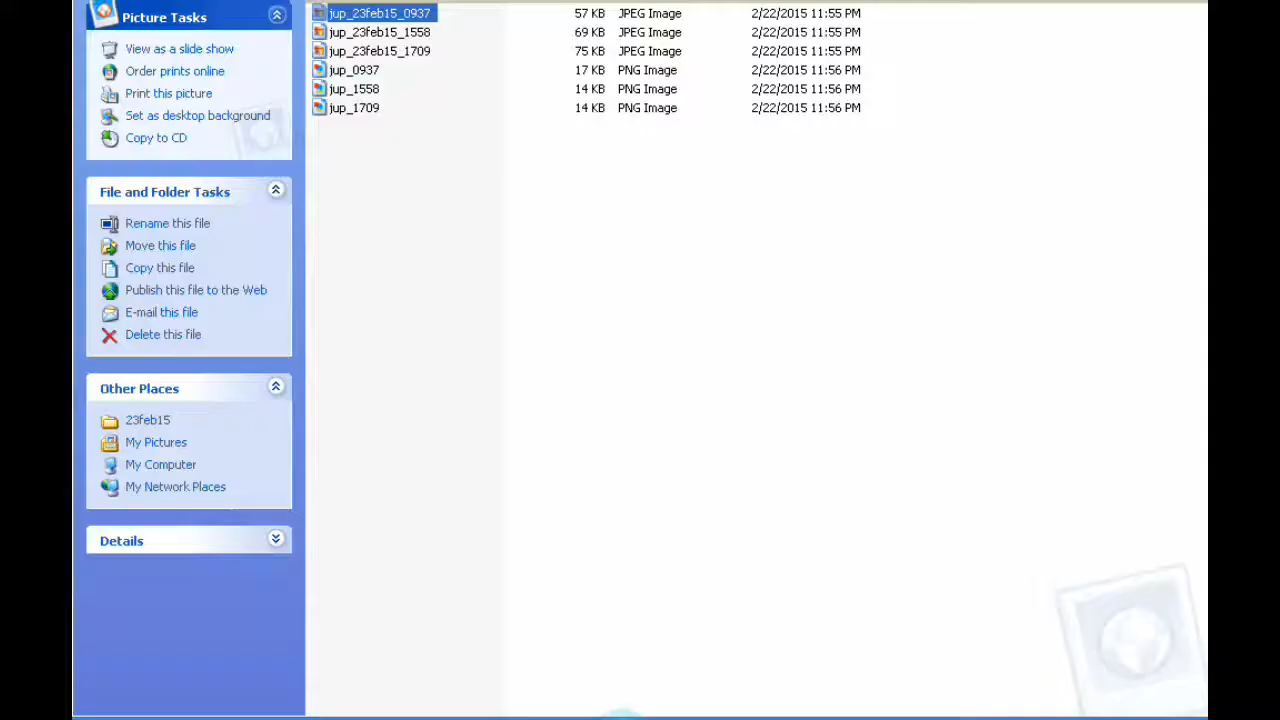 Picture Tasks
View as a slide show
Order prints online
Print this picture
Set as desktop background
Copy to CD
File and Folder Tasks
Rename this file
Move this file
Copy this file
Publish this file to the Web
E-mail this file
Delete this file
Other Places
23feb15
My Pictures
My Computer
My Network Places
Details
jup_23feb15_0937 57 KB JPEG Image 2/22/2015 11:55 PM
jup_23feb15_1558 69 KB JPEG Image 2/22/2015 11:55 PM
jup_23feb15_1709 75 KB JPEG Image 2/22/2015 11:55 PM
jup_0937 17 KB PNG Image 2/22/2015 11:56 PM
jup_1558 14 KB PNG Image 2/22/2015 11:56 PM
jup_1709 14 KB PNG Image 2/22/2015 11:56 PM